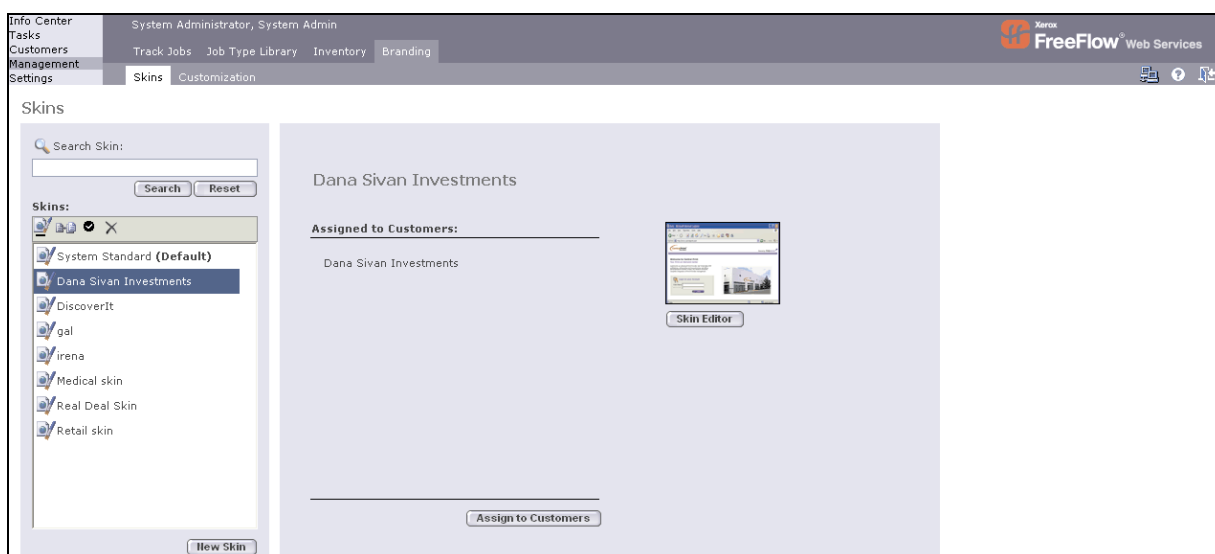 Info Center
Tasks
Customers
Management
Settings
System Administrator, System Admin
Track Jobs Job Type Library Inventory Branding
Skins Customization
Xerox
FreeFlow® Web Services
Skins
Search Skin:
Search Reset
Skins:
System Standard (Default)
Dana Sivan Investments
DiscoverIt
gal
irena
Medical skin
Real Deal Skin
Retail skin
New Skin
Dana Sivan Investments
Assigned to Customers:
Dana Sivan Investments
Skin Editor
Assign to Customers